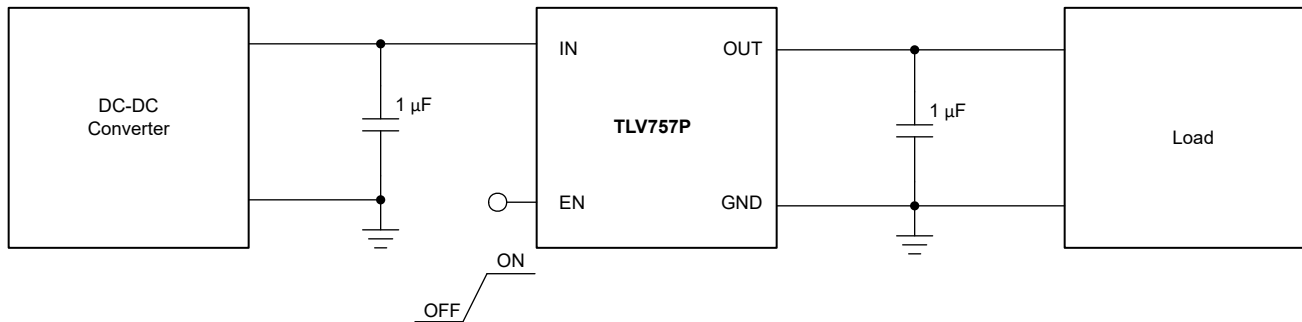 DC-DC
Converter
1 µF
IN
EN
TLV757P
OUT
GND
1 µF
Load
ON
OFF